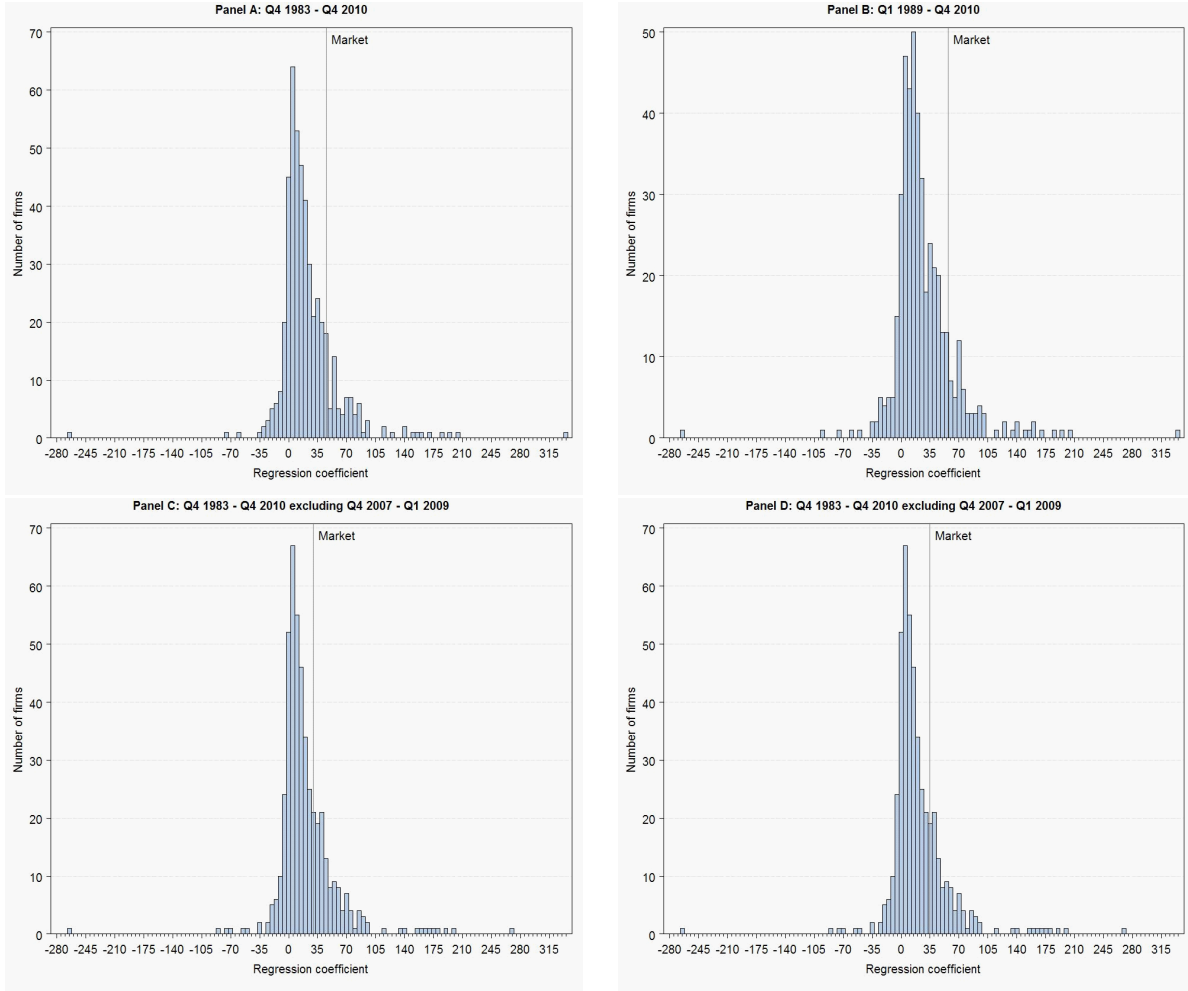 Panel A: Q4 1983 - Q4 2010
Market
70
60
50
40
30
20
10
0
Number of firms
-280 -245 -210 -175 -140 -105 -70 -35 0 35 70 105 140 175 210 245 280 315
Regression coefficient
Panel B: Q1 1989 - Q4 2010
Market
50
40
30
20
10
0
Number of firms
-280 -245 -210 -175 -140 -105 -70 -35 0 35 70 105 140 175 210 245 280 315
Regression coefficient
Panel C: Q4 1983 - Q4 2010 excluding Q4 2007 - Q1 2009
Market
70
60
50
40
30
20
10
0
Number of firms
-280 -245 -210 -175 -140 -105 -70 -35 0 35 70 105 140 175 210 245 280 315
Regression coefficient
Panel D: Q4 1983 - Q4 2010 excluding Q4 2007 - Q1 2009
Market
70
60
50
40
30
20
10
0
Number of firms
-280 -245 -210 -175 -140 -105 -70 -35 0 35 70 105 140 175 210 245 280 315
Regression coefficient